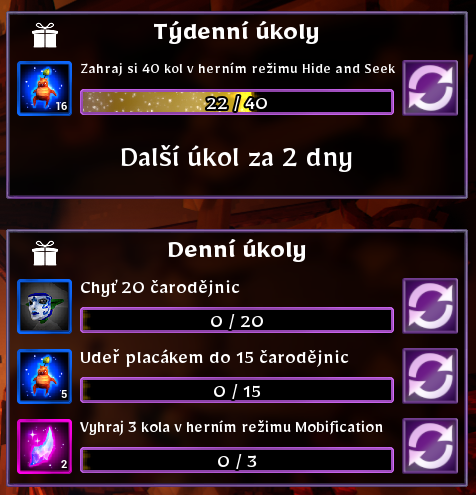 Týdenní úkoly
Zahraj si 40 kol v herním režimu Hide and Seek
16
22 / 40
Další úkol za 2 dny
Denní úkoly
Chyť 20 čarodějnic
0 / 20
Udeř placákem do 15 čarodějnic
5
0 / 15
Vyhraj 3 kola v herním režimu Mobification
2
0 / 3